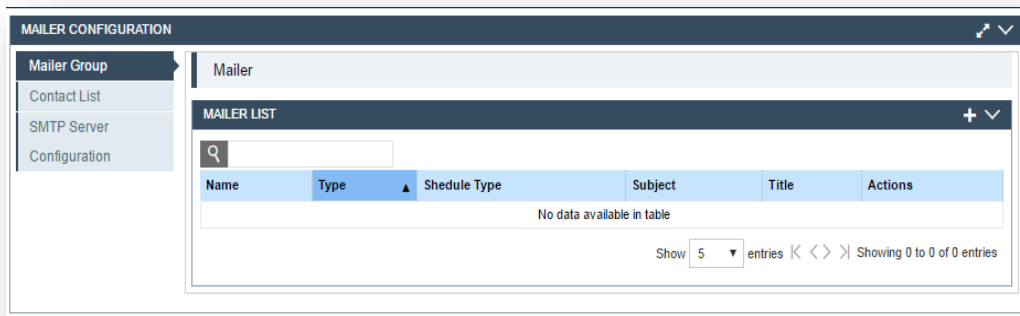 MAILER CONFIGURATION
Mailer Group
Contact List
SMTP Server
Configuration
Mailer
MAILER LIST
Name Type Shedule Type Subject Title Actions
No data available in table
Show 5 entries Showing 0 to 0 of 0 entries